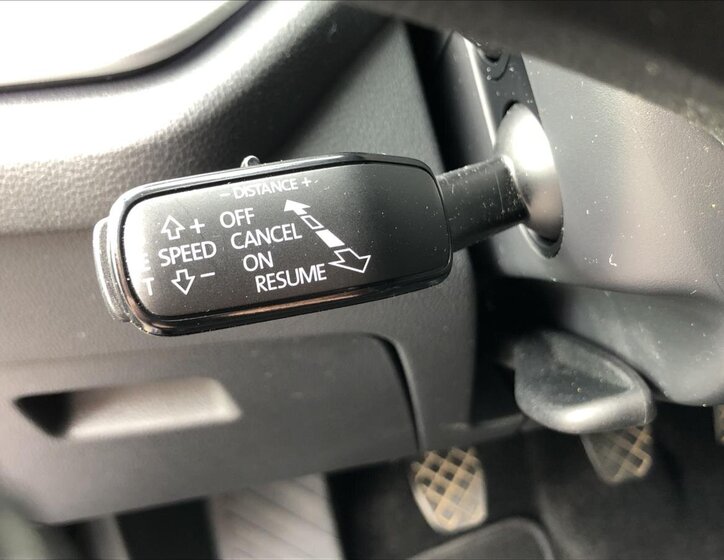 - DISTANCE +
+ OFF
SPEED CANCEL
- ON
RESUME
E
T